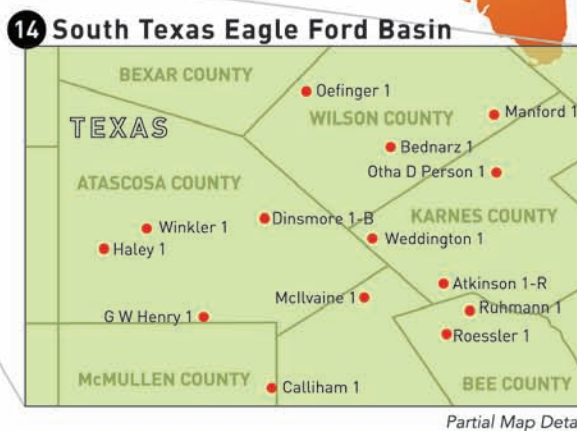 14 South Texas Eagle Ford Basin
BEXAR COUNTY
Oefinger 1
WILSON COUNTY
Manford 1
TEXAS
Bednarz 1
Otha D Person 1
ATASCOSA COUNTY
Dinsmore 1-B
KARNES COUNTY
Winkler 1
Weddington 1
Haley 1
Atkinson 1-R
McIlvaine 1
Ruhmann 1
G W Henry 1
Roessler 1
McMULLEN COUNTY
Calliham 1
BEE COUNTY
Partial Map Deta